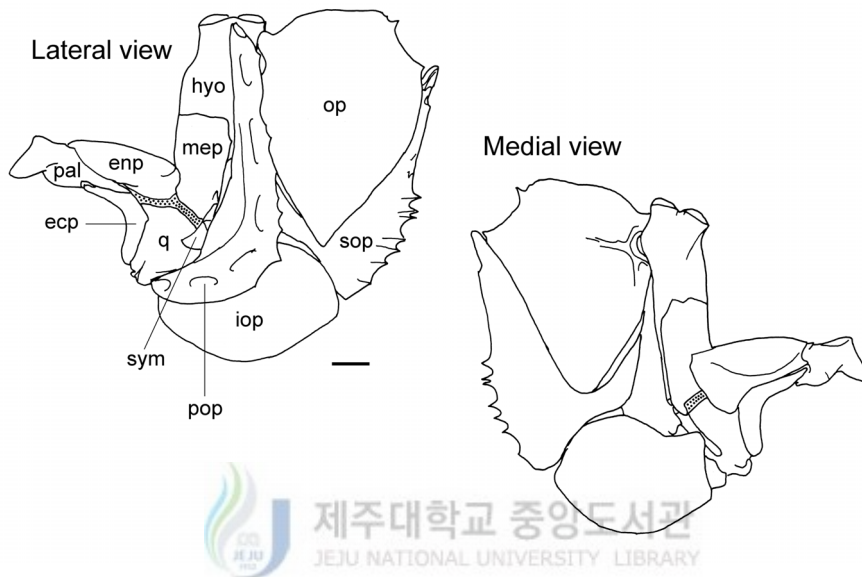 Lateral view
hyo
op
mep
enp
pal
ecp
q
sop
iop
sym
pop
Medial view
JEJU
제주대학교 중앙도서관
JEJU NATIONAL UNIVERSITY LIBRARY